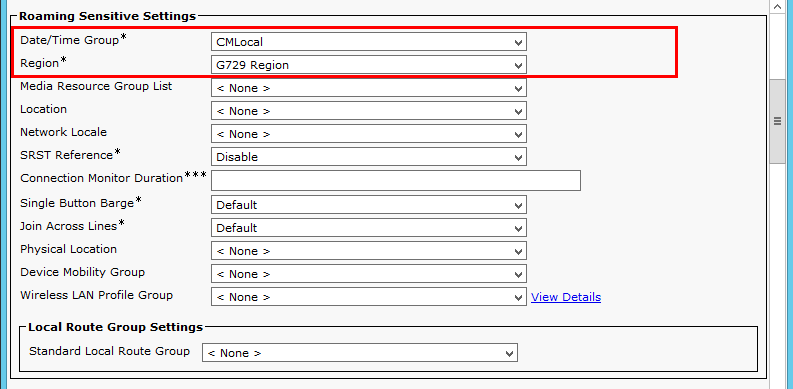 Roaming Sensitive Settings
Date/Time Group* CMLocal
Region* G729 Region
Media Resource Group List < None >
Location < None >
Network Locale < None >
SRST Reference* Disable
Connection Monitor Duration***
Single Button Barge* Default
Join Across Lines* Default
Physical Location < None >
Device Mobility Group < None >
Wireless LAN Profile Group < None > View Details
Local Route Group Settings
Standard Local Route Group < None >